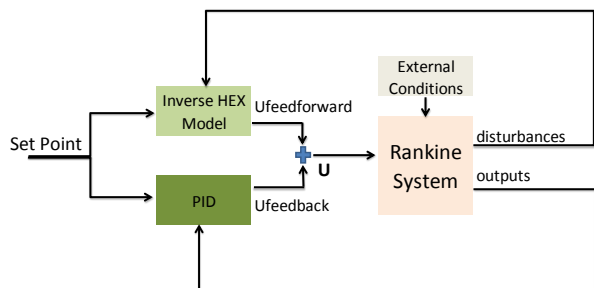 External
Conditions
Inverse HEX
Model
Ufeedforward
Set Point
disturbances
Rankine
System
U
outputs
PID
Ufeedback